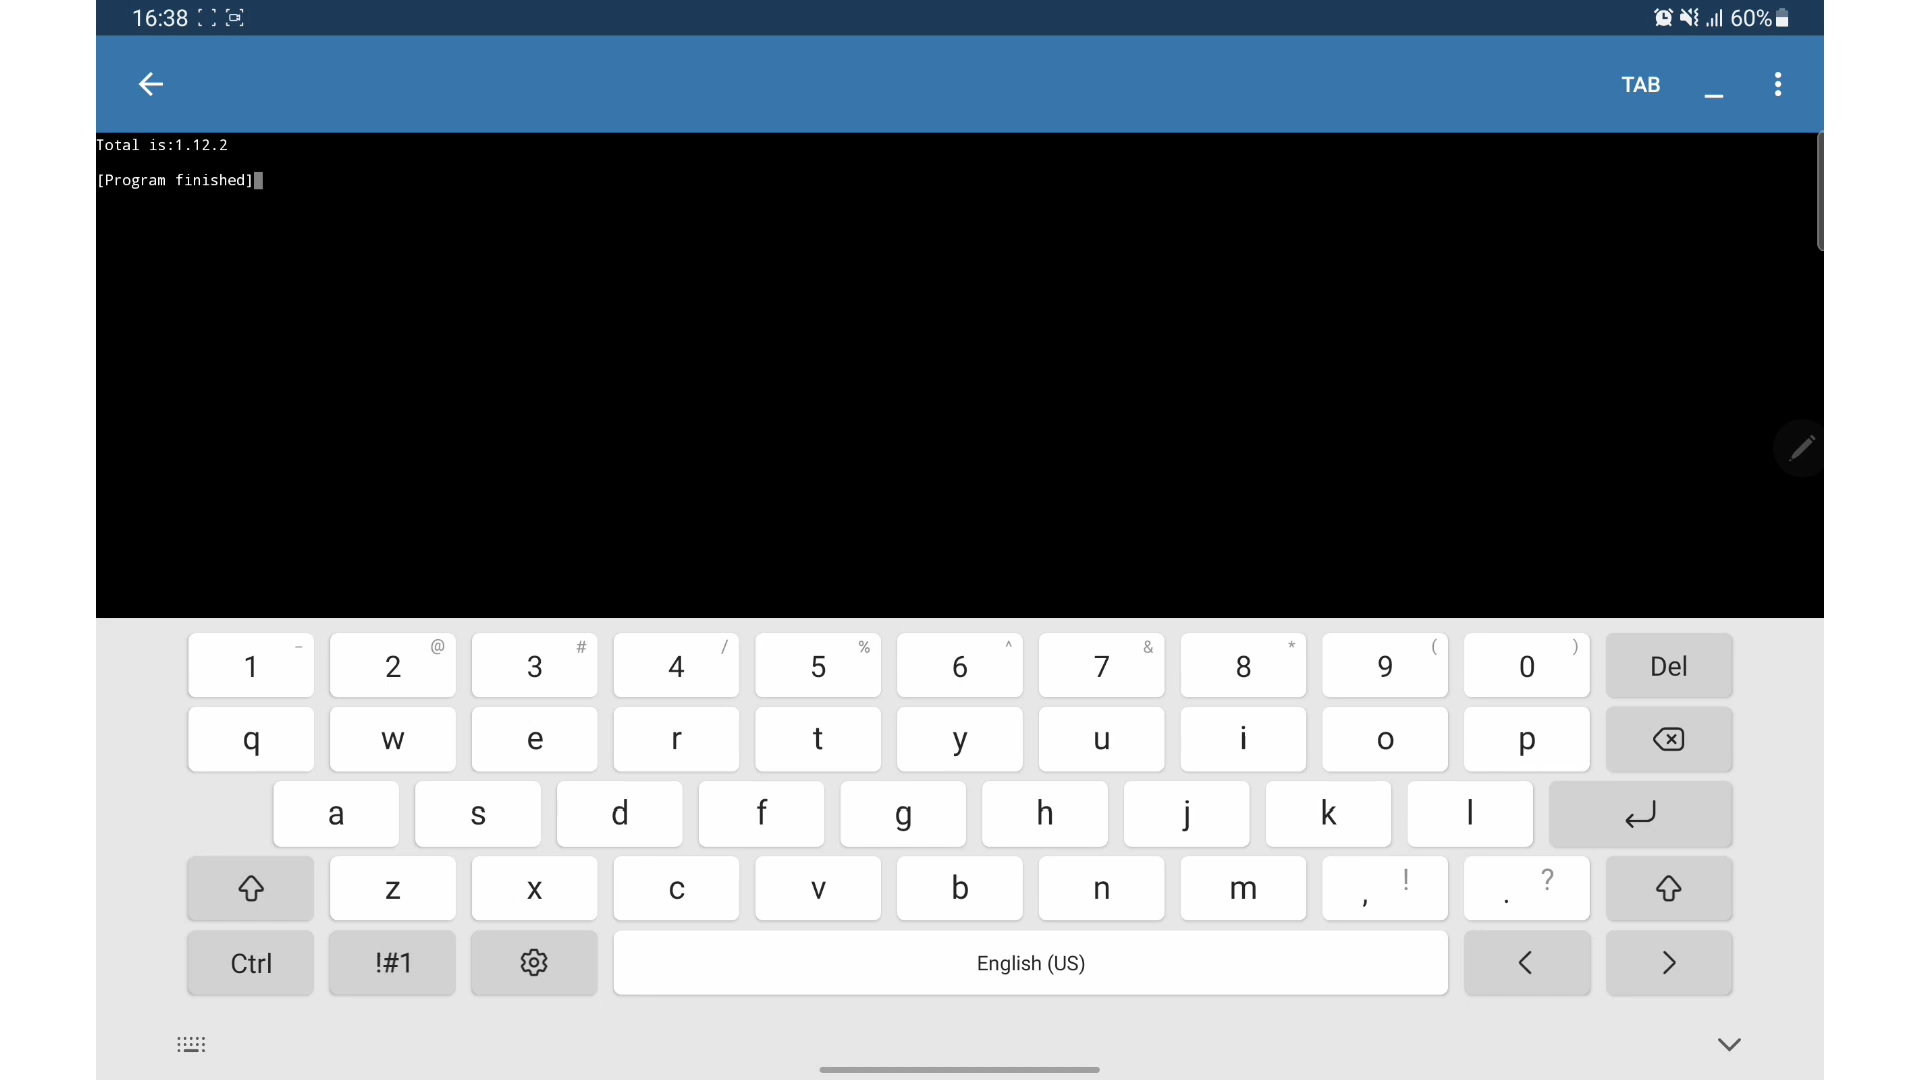 16:38 60%
TAB
Total is:1.12.2
[Program finished]
1 - 2 @ 3 # 4 / 5 % 6 ^ 7 & 8 * 9 ( 0 ) Del
q w e r t y u i o p
a s d f g h j k l
z x c v b n m , ! . ?
Ctrl !#1 English (US) < >